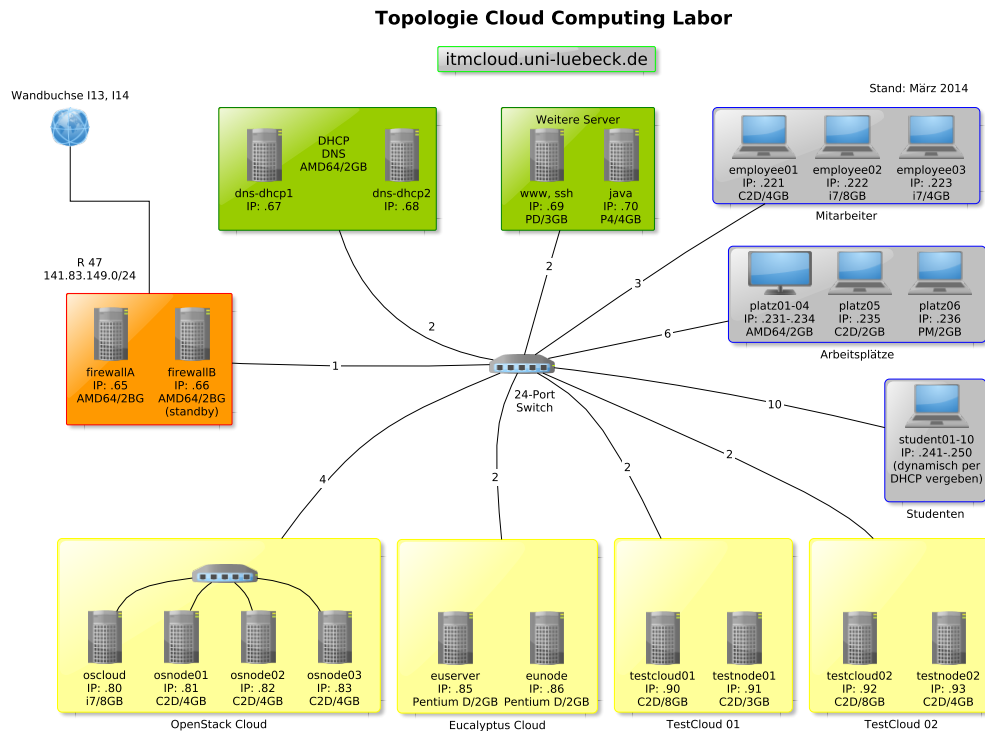 Topologie Cloud Computing Labor
itmcloud.uni-luebeck.de
Stand: März 2014
Wandbuchse I13, I14
DHCP
DNS
AMD64/2GB
dns-dhcp1
IP: .67
dns-dhcp2
IP: .68
Weitere Server
www, ssh
IP: .69
PD/3GB
java
IP: .70
P4/4GB
employee01
IP: .221
C2D/4GB
employee02
IP: .222
i7/8GB
employee03
IP: .223
i7/4GB
Mitarbeiter
R 47
141.83.149.0/24
firewallA
IP: .65
AMD64/2BG
firewallB
IP: .66
AMD64/2BG
(standby)
platz01-04
IP: .231-.234
AMD64/2GB
platz05
IP: .235
C2D/2GB
platz06
IP: .236
PM/2GB
Arbeitsplätze
2
2
3
6
1
10
4
2
2
2
24-Port
Switch
student01-10
IP: .241-.250
(dynamisch per
DHCP vergeben)
Studenten
oscloud
IP: .80
i7/8GB
osnode01
IP: .81
C2D/4GB
osnode02
IP: .82
C2D/4GB
osnode03
IP: .83
C2D/4GB
OpenStack Cloud
euserver
IP: .85
Pentium D/2GB
eunode
IP: .86
Pentium D/2GB
Eucalyptus Cloud
testcloud01
IP: .90
C2D/8GB
testnode01
IP: .91
C2D/3GB
TestCloud 01
testcloud02
IP: .92
C2D/8GB
testnode02
IP: .93
C2D/4GB
TestCloud 02